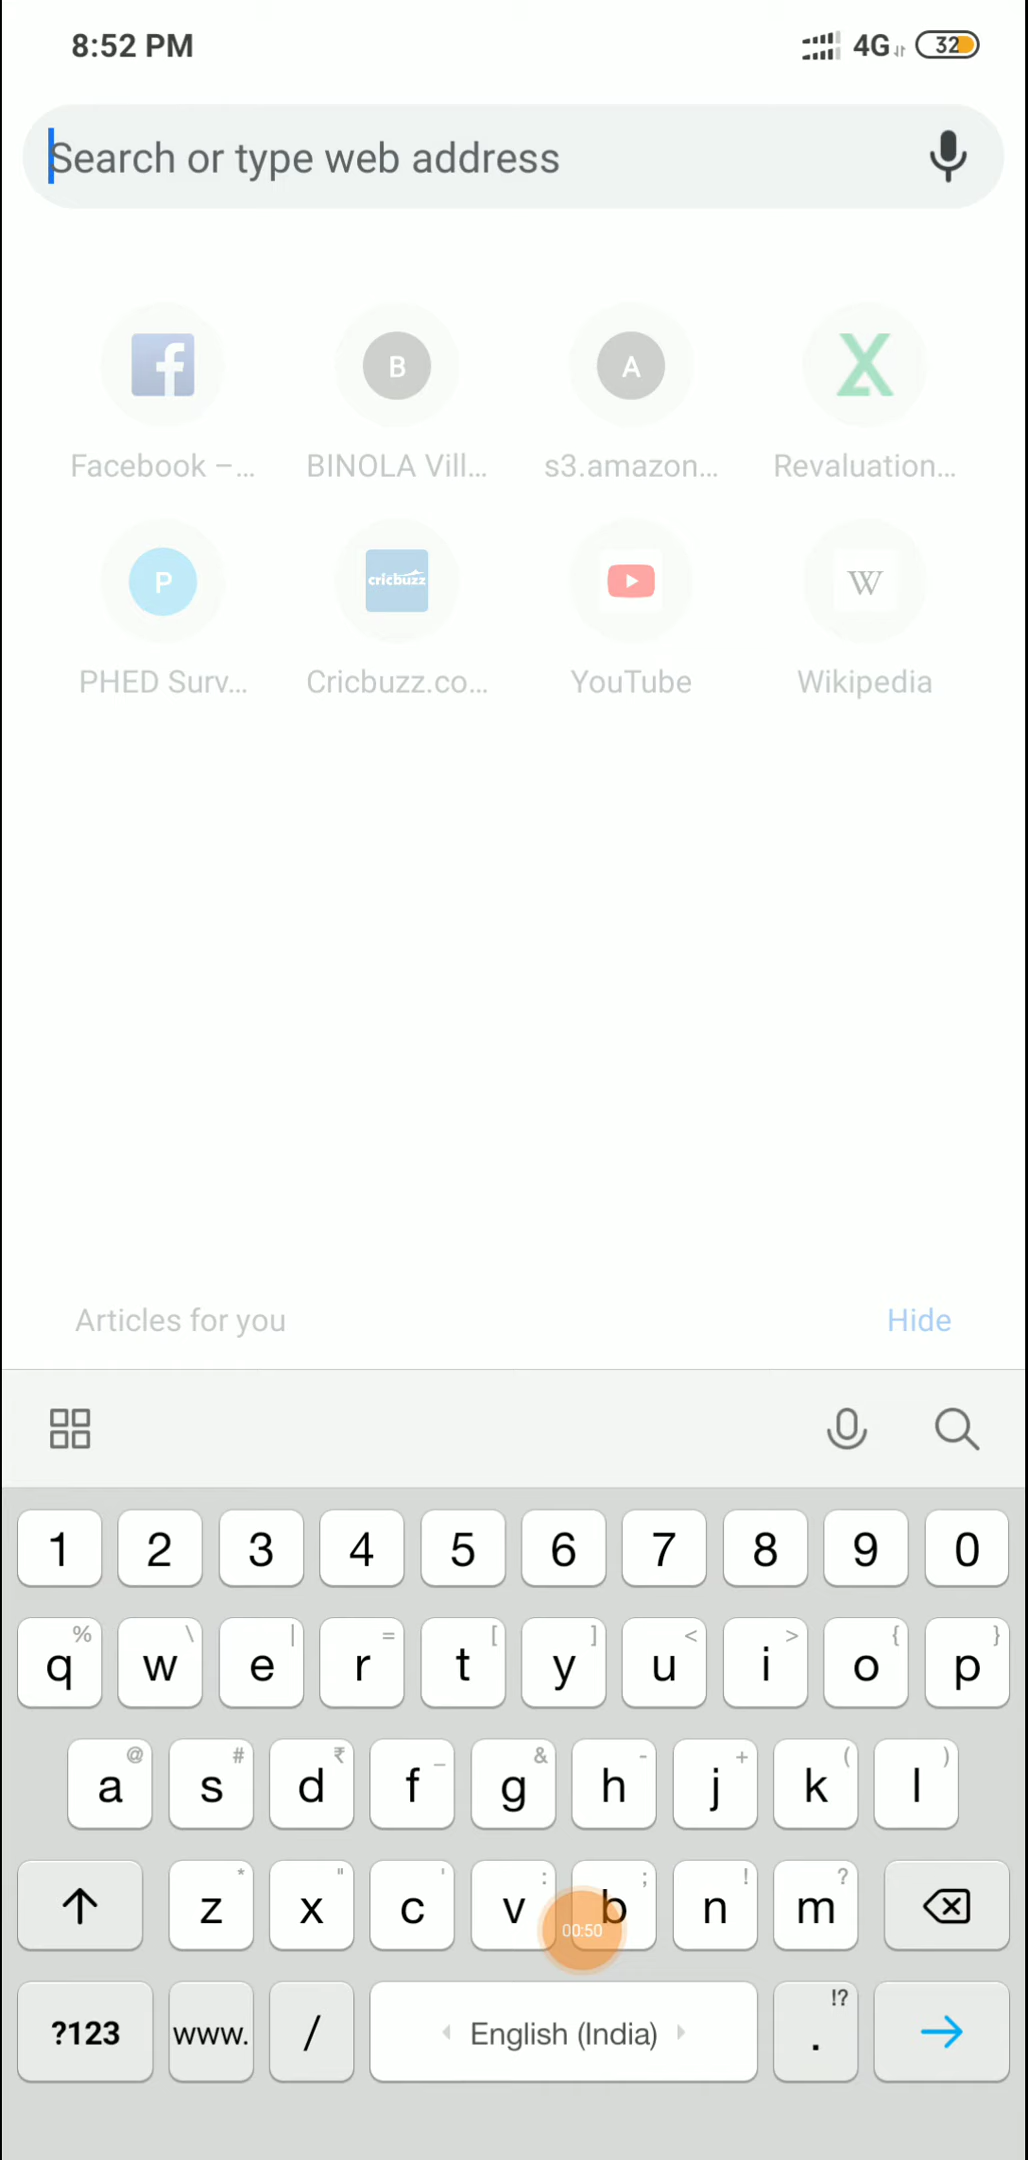 8:52 PM 4G 32
Search or type web address
B A
Facebook –... BINOLA Vill... s3.amazon... Revaluation...
P cricbuzz W
PHED Surv... Cricbuzz.co... YouTube Wikipedia
Articles for you Hide
1 2 3 4 5 6 7 8 9 0
% \ | = [ ] < > { }
q w e r t y u i o p
@ # ₹ _ & - + ( )
a s d f g h j k l
* " ' : ; ! ?
z x c v b n m
00:50
?123 www. / English (India) . !?